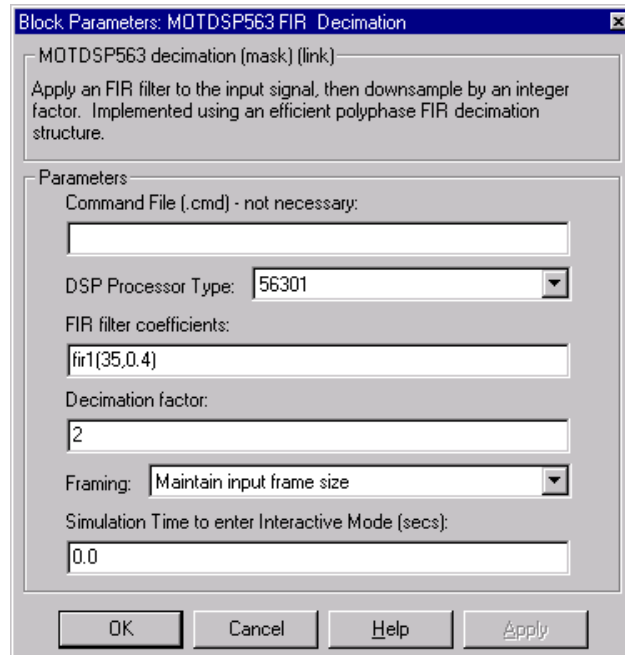 Block Parameters: MOTDSP563 FIR Decimation
MOTDSP563 decimation (mask) (link)
Apply an FIR filter to the input signal, then downsample by an integer
factor. Implemented using an efficient polyphase FIR decimation
structure.
Parameters
Command File (.cmd) - not necessary:
DSP Processor Type: 56301
FIR filter coefficients:
fir1(35,0.4)
Decimation factor:
2
Framing: Maintain input frame size
Simulation Time to enter Interactive Mode (secs):
0.0
OK Cancel Help Apply